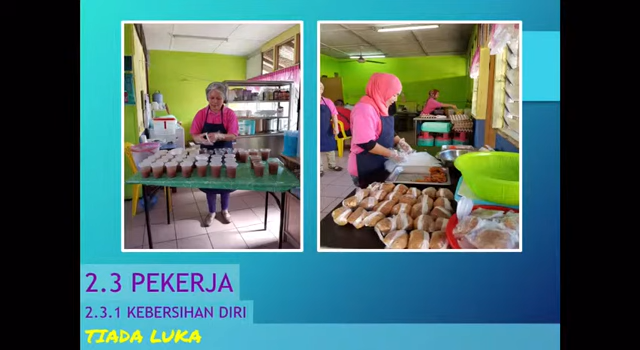 2.3 PEKERJA
2.3.1 KEBERSIHAN DIRI
TIADA LUKA